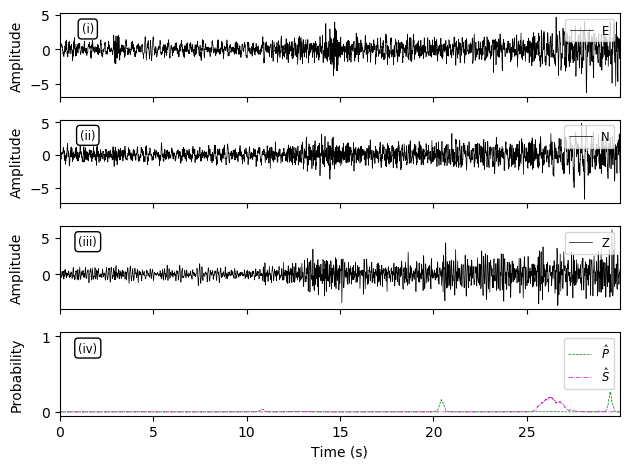 Amplitude
5
0
−5
(i)
E
Amplitude
5
0
−5
(ii)
N
Amplitude
5
0
(iii)
Z
Probability
1
0
(iv)
P̂
Ŝ
0 5 10 15 20 25
Time (s)